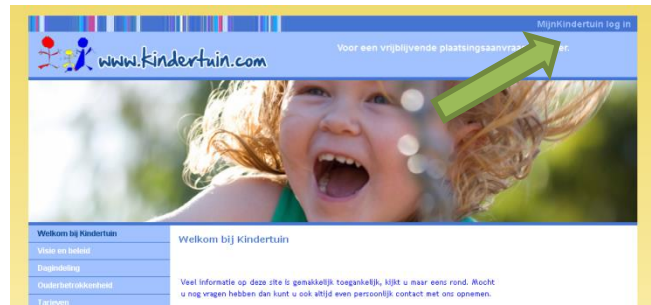 MijnKindertuin log in
www.kindertuin.com
Voor een vrijblijvende plaatsingsaanvraag
Welkom bij Kindertuin
Visie en beleid
Dagindeling
Ouderbetrokkenheid
Tarieven
Welkom bij Kindertuin
Veel informatie op deze site is gemakkelijk toegankelijk, kijkt u maar eens rond. Mocht
u nog vragen hebben dan kunt u ook altijd even persoonlijk contact met ons opnemen.